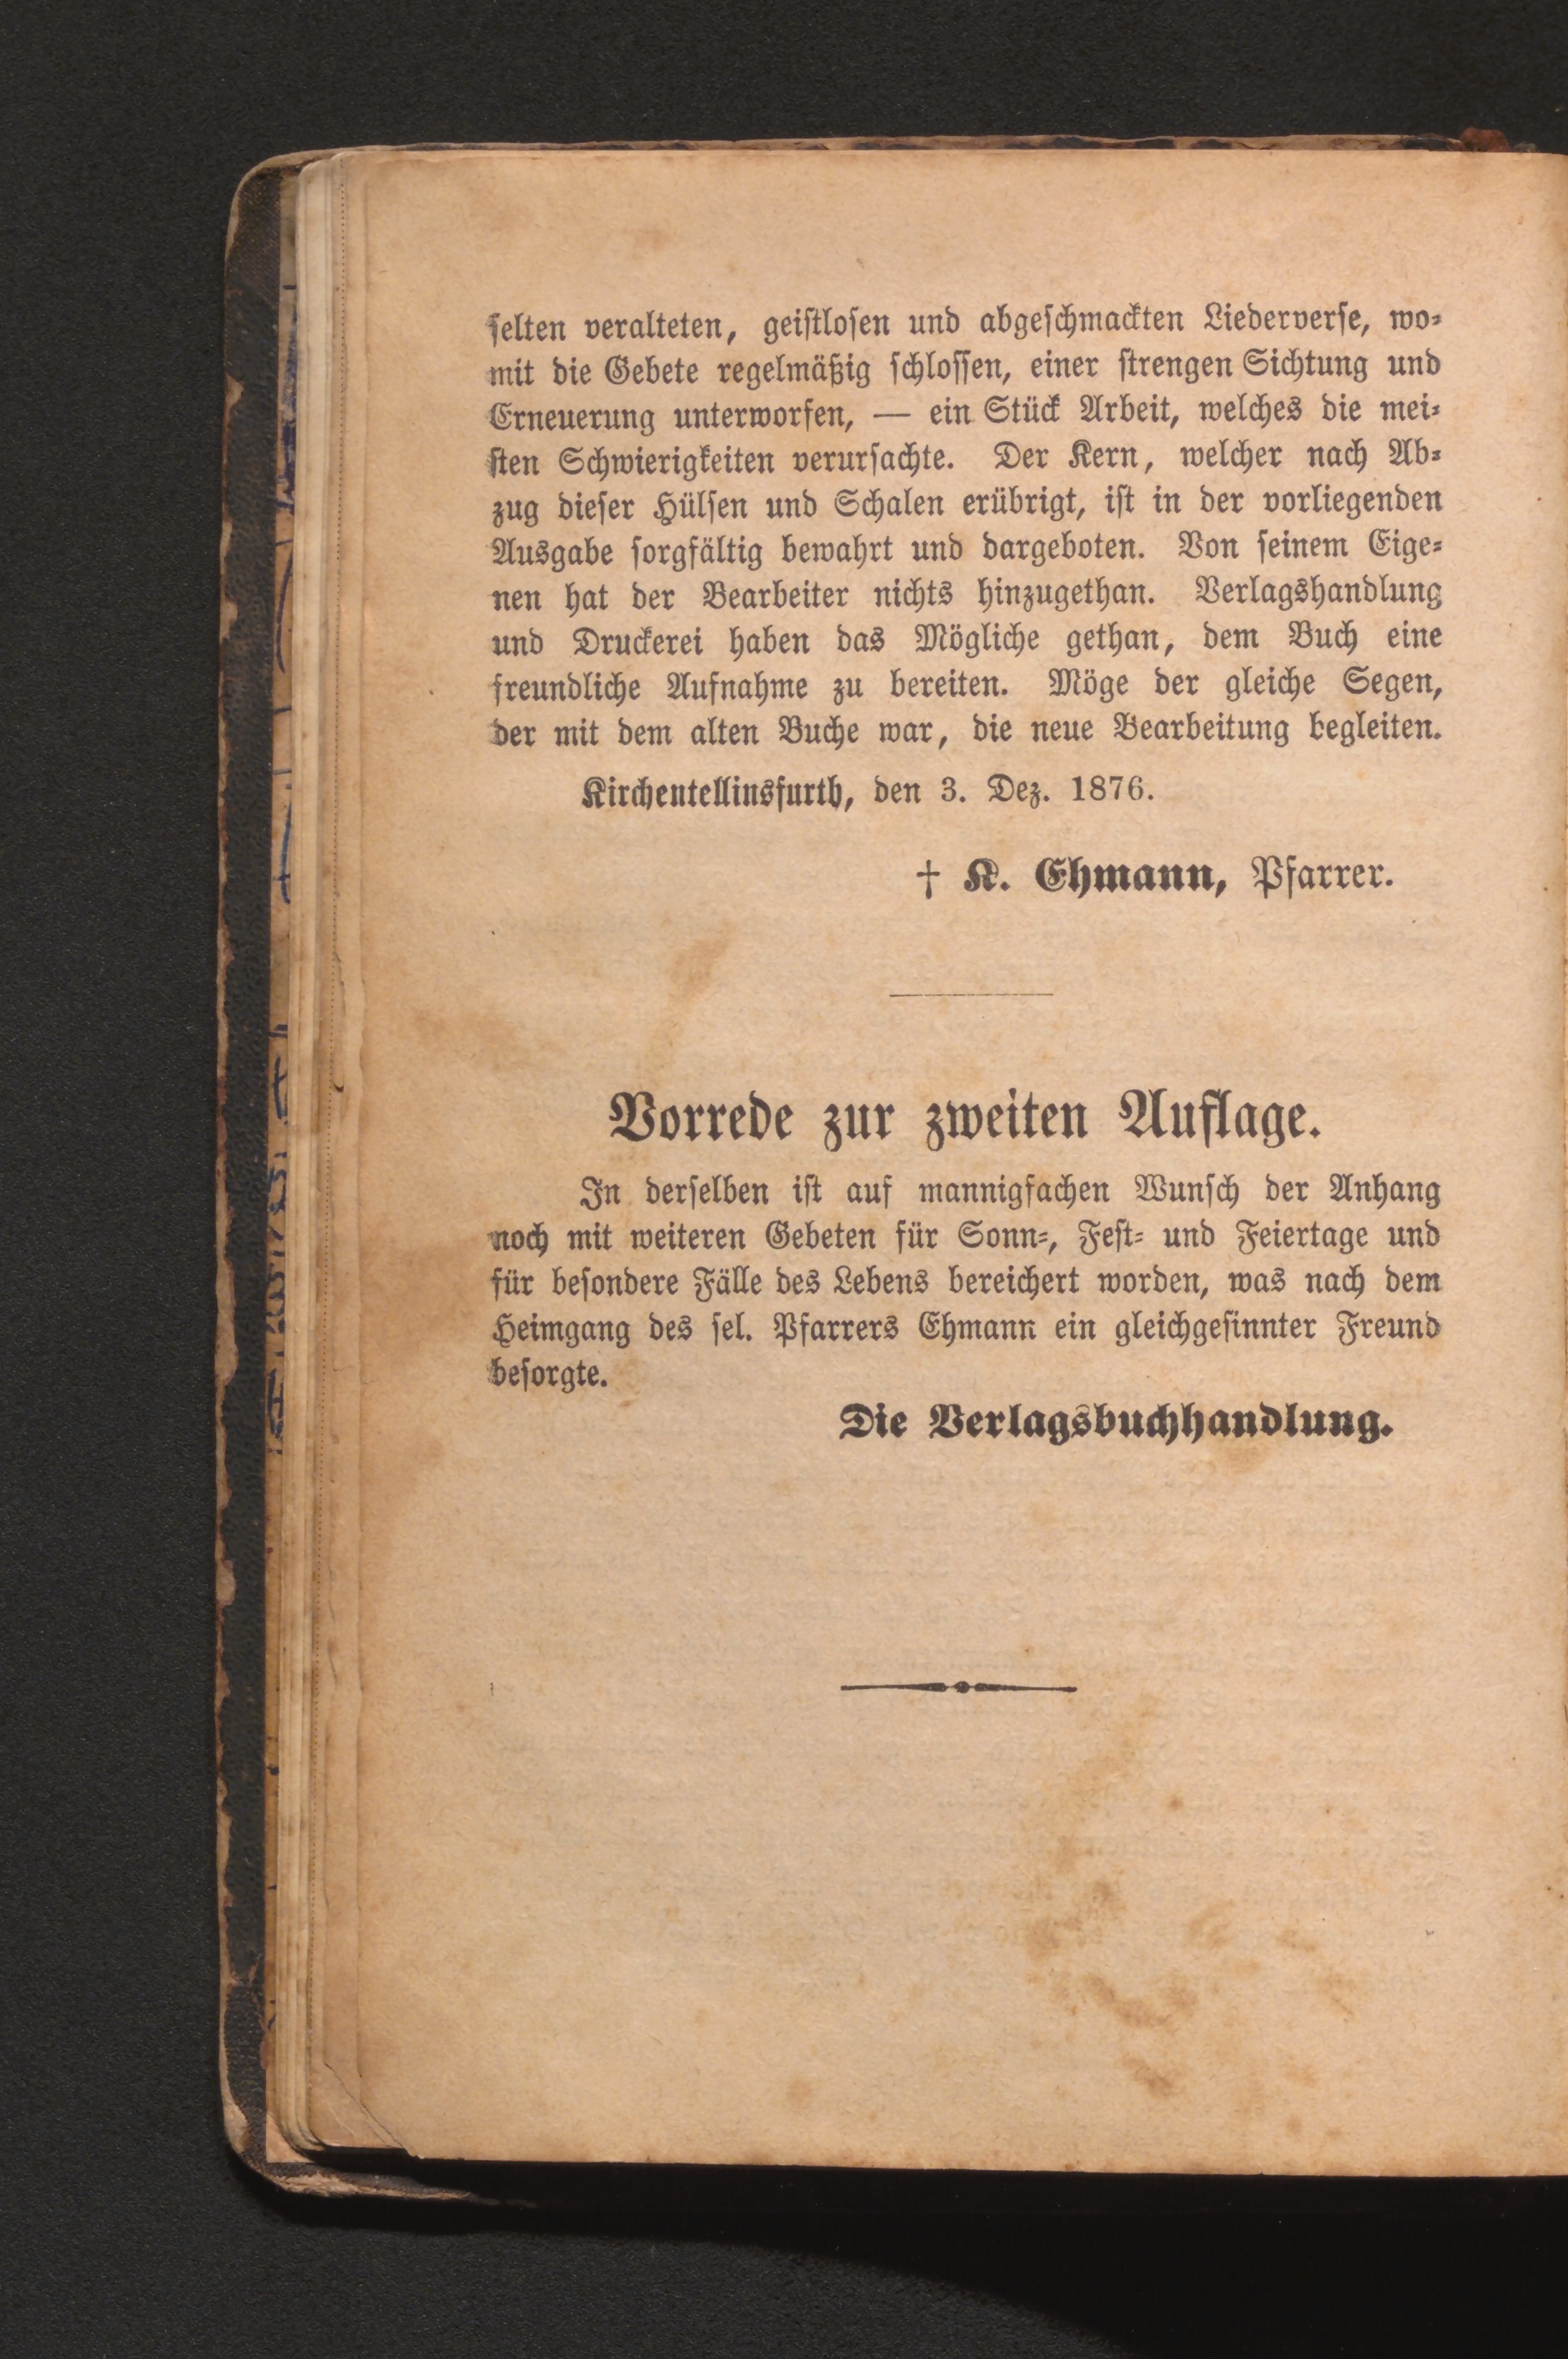 selten veralteten, geistlosen und abgeschmackten Liederverse, wo-
mit die Gebete regelmäßig schlossen, einer strengen Sichtung und
Erneuerung unterworfen, — ein Stück Arbeit, welches die mei-
sten Schwierigkeiten verursachte. Der Kern, welcher nach Ab-
zug dieser Hülsen und Schalen erübrigt, ist in der vorliegenden
Ausgabe sorgfältig bewahrt und dargeboten. Von seinem Eige-
nen hat der Bearbeiter nichts hinzugethan. Verlagshandlung
und Druckerei haben das Mögliche gethan, dem Buch eine
freundliche Aufnahme zu bereiten. Möge der gleiche Segen,
der mit dem alten Buche war, die neue Bearbeitung begleiten.
Kirchentellinsfurth, den 3. Dez. 1876.
† K. Ehmann, Pfarrer.
Vorrede zur zweiten Auflage.
In derselben ist auf mannigfachen Wunsch der Anhang
noch mit weiteren Gebeten für Sonn-, Fest- und Feiertage und
für besondere Fälle des Lebens bereichert worden, was nach dem
Heimgang des sel. Pfarrers Ehmann ein gleichgesinnter Freund
besorgte.
Die Verlagsbuchhandlung.